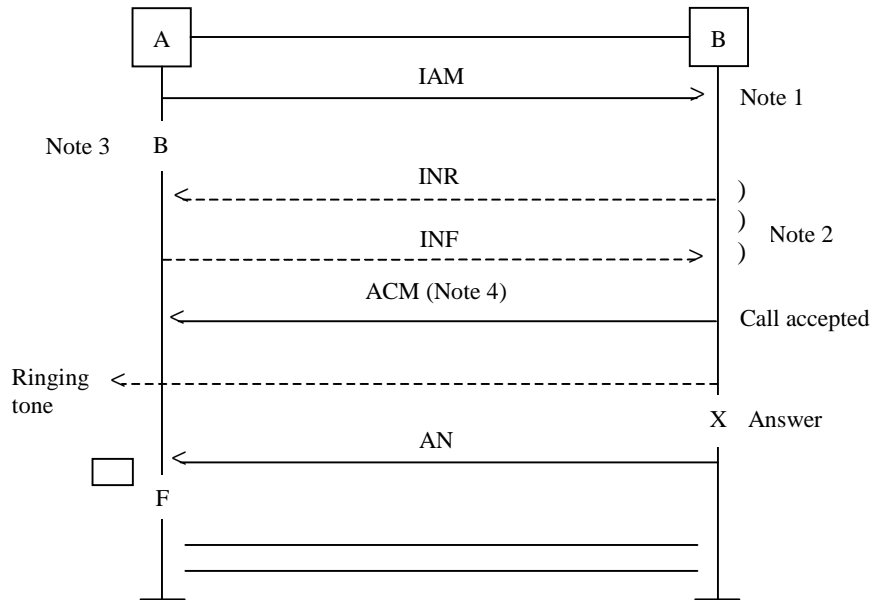 A B
IAM
Note 1
Note 3 B
INR
)
)
Note 2
INF
)
ACM (Note 4)
Call accepted
Ringing
tone
X Answer
AN
F